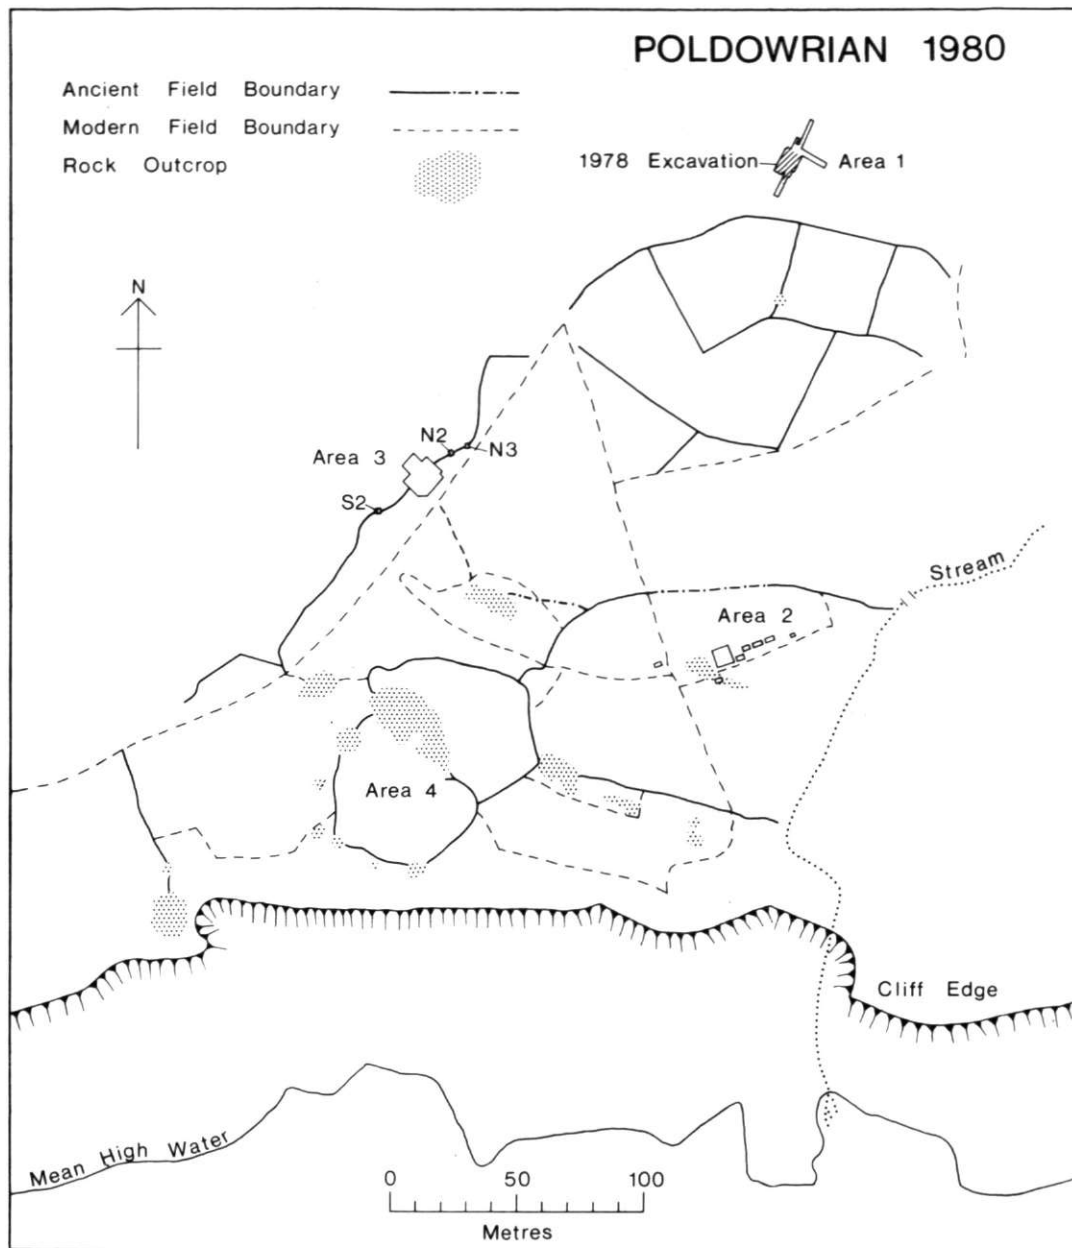 POLDOWRIAN 1980
Ancient Field Boundary
Modern Field Boundary
Rock Outcrop
1978 Excavation
Area 1
N
N2
N3
Area 3
S2
Stream
Area 2
Area 4
Cliff Edge
Mean High Water
0 50 100
Metres